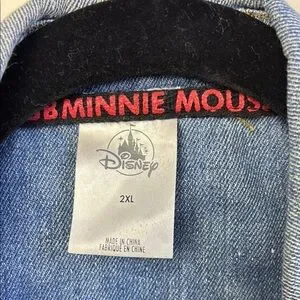 MINNIE MOUS
Disney
2XL
MADE IN CHINA
FABRIQUÉ EN CHINE